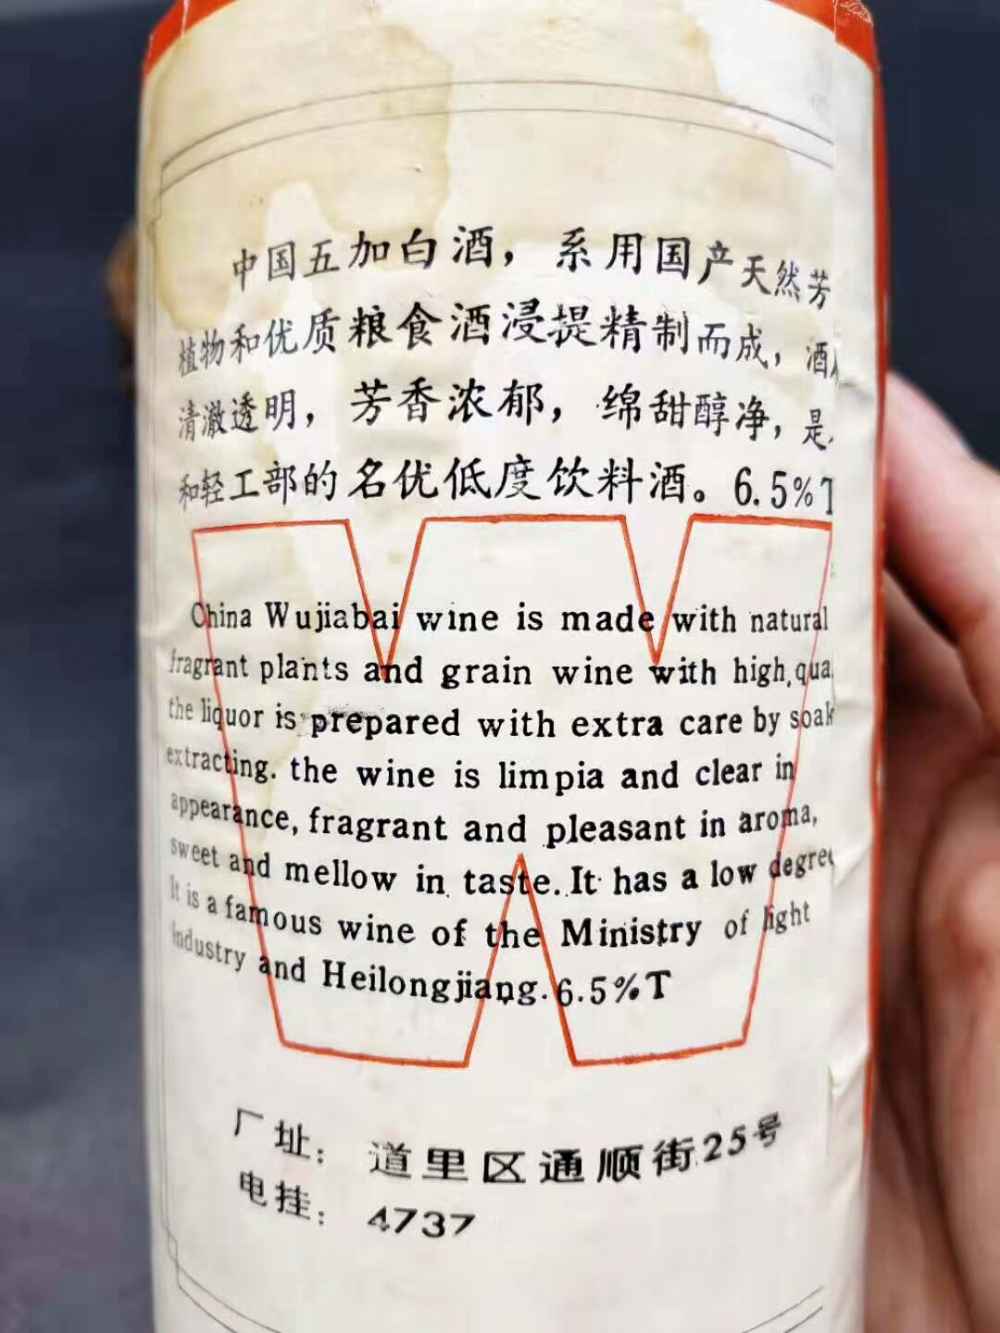 中国五加白酒，系用国产天然芳
植物和优质粮食酒浸提精制而成，酒
清澈透明，芳香浓郁，绵甜醇净，是
和轻工部的名优低度饮料酒。6.5%T
China Wujiabai wine is made with natural
fragrant plants and grain wine with high,qua
the liquor is prepared with extra care by soak
extracting. the wine is limpia and clear in
appearance, fragrant and pleasant in aroma,
sweet and mellow in taste. It has a low degree
It is a famous wine of the Ministry of light
industry and Heilongjiang. 6.5%T
厂址：道里区通顺街25号
电挂：4737